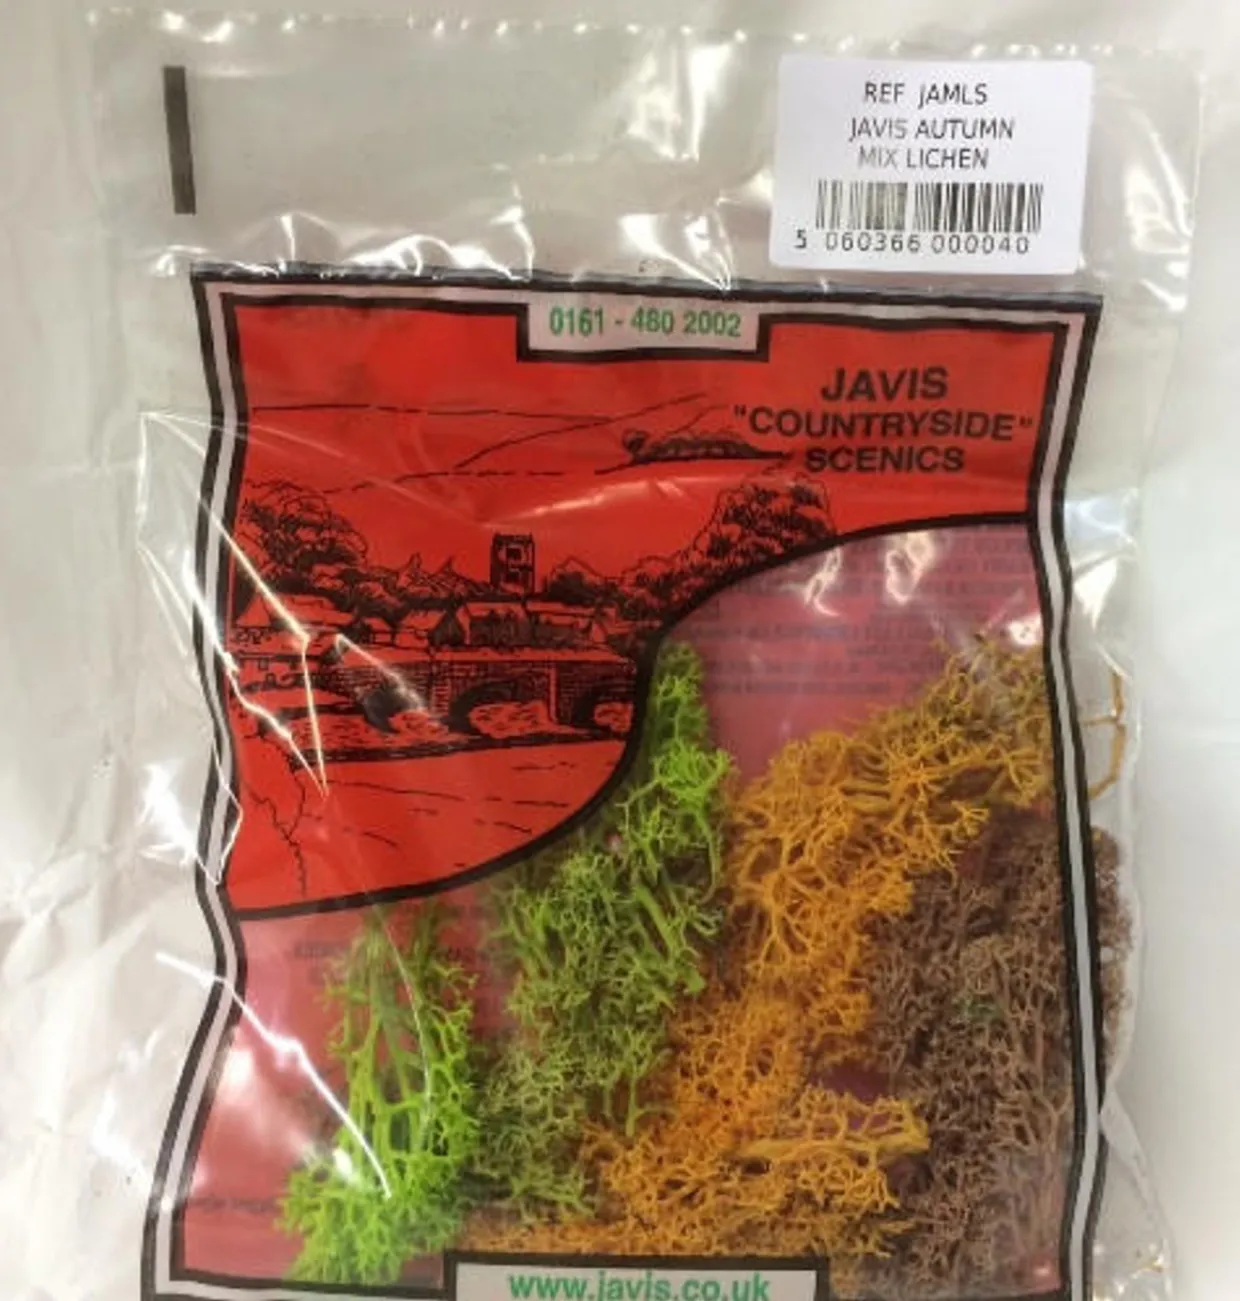 REF JAMLS
JAVIS AUTUMN
MIX LICHEN
5 060366 000040
0161 - 480 2002
JAVIS
"COUNTRYSIDE"
SCENICS
www.javis.co.uk